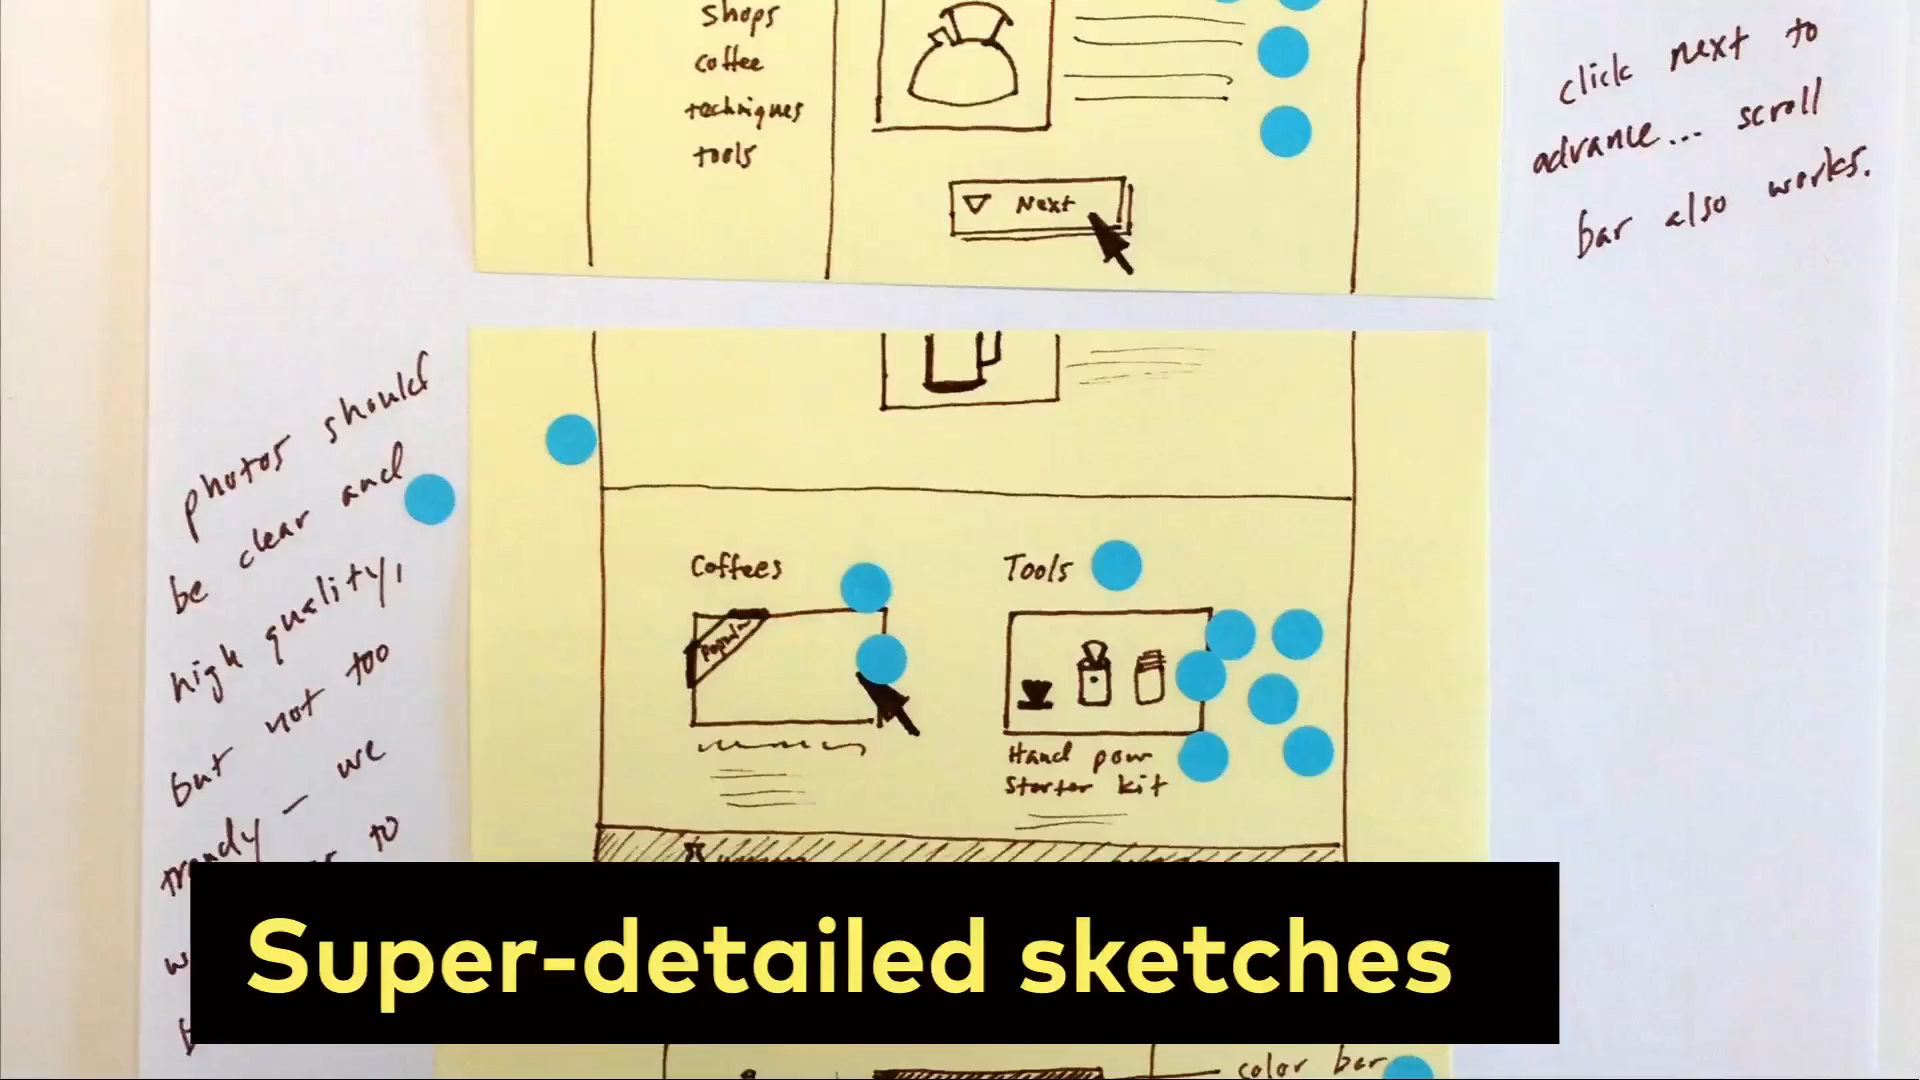 shops
coffee
techniques
tools
Next
click next to
advance... scroll
bar also works.
photos should
be clear and
high quality,
but not too
trendy – we
to
Coffees
Popular
Tools
Hand pour
Starter kit
Super-detailed sketches
color bar